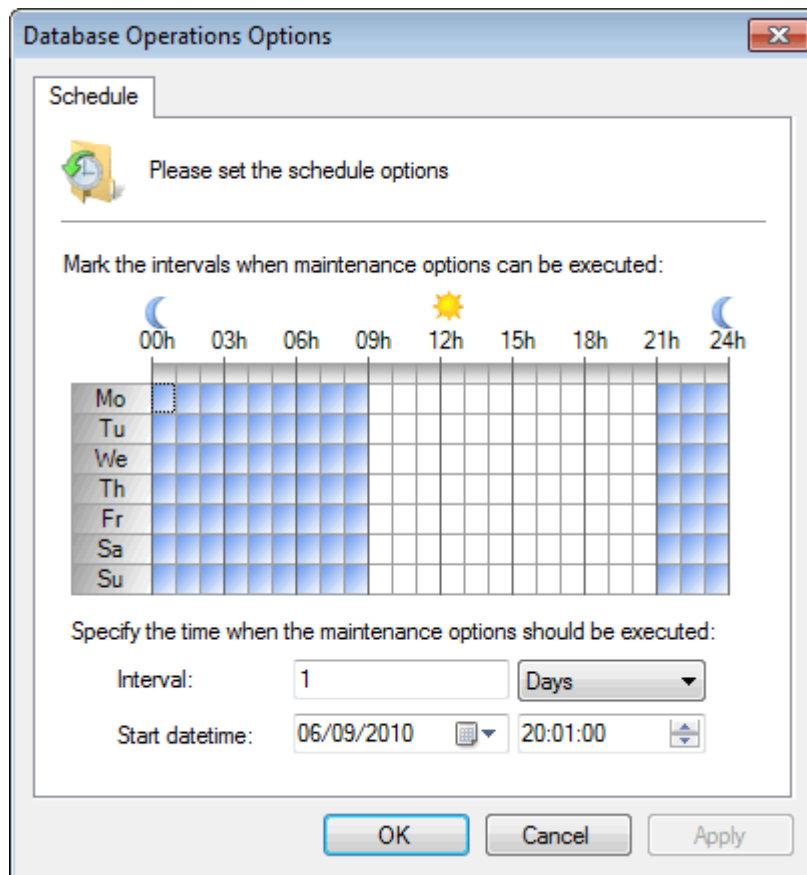 Database Operations Options
Schedule
Please set the schedule options
Mark the intervals when maintenance options can be executed:
00h 03h 06h 09h 12h 15h 18h 21h 24h
Mo
Tu
We
Th
Fr
Sa
Su
Specify the time when the maintenance options should be executed:
Interval: 1 Days
Start datetime: 06/09/2010 20:01:00
OK Cancel Apply